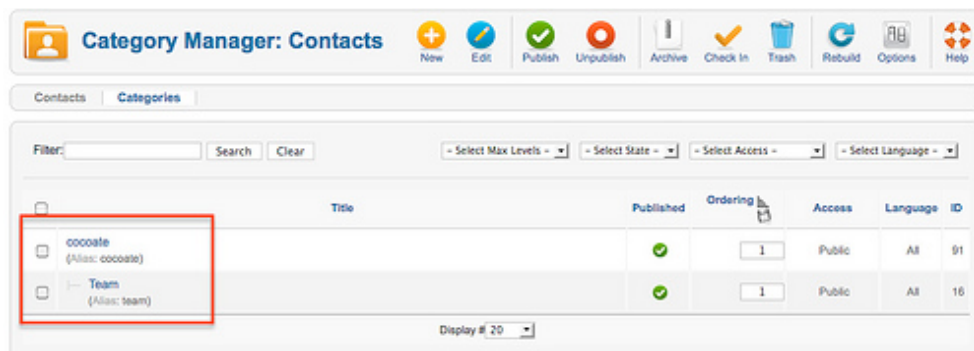 Category Manager: Contacts
New Edit Publish Unpublish Archive Check In Trash Rebuild Options Help
Contacts Categories
Filter: Search Clear - Select Max Levels - - Select State - - Select Access - - Select Language -
Title Published Ordering Access Language ID
cocoate 1 Public All 91
(Alias: cocoate)
Team 1 Public All 16
(Alias: team)
Display # 20